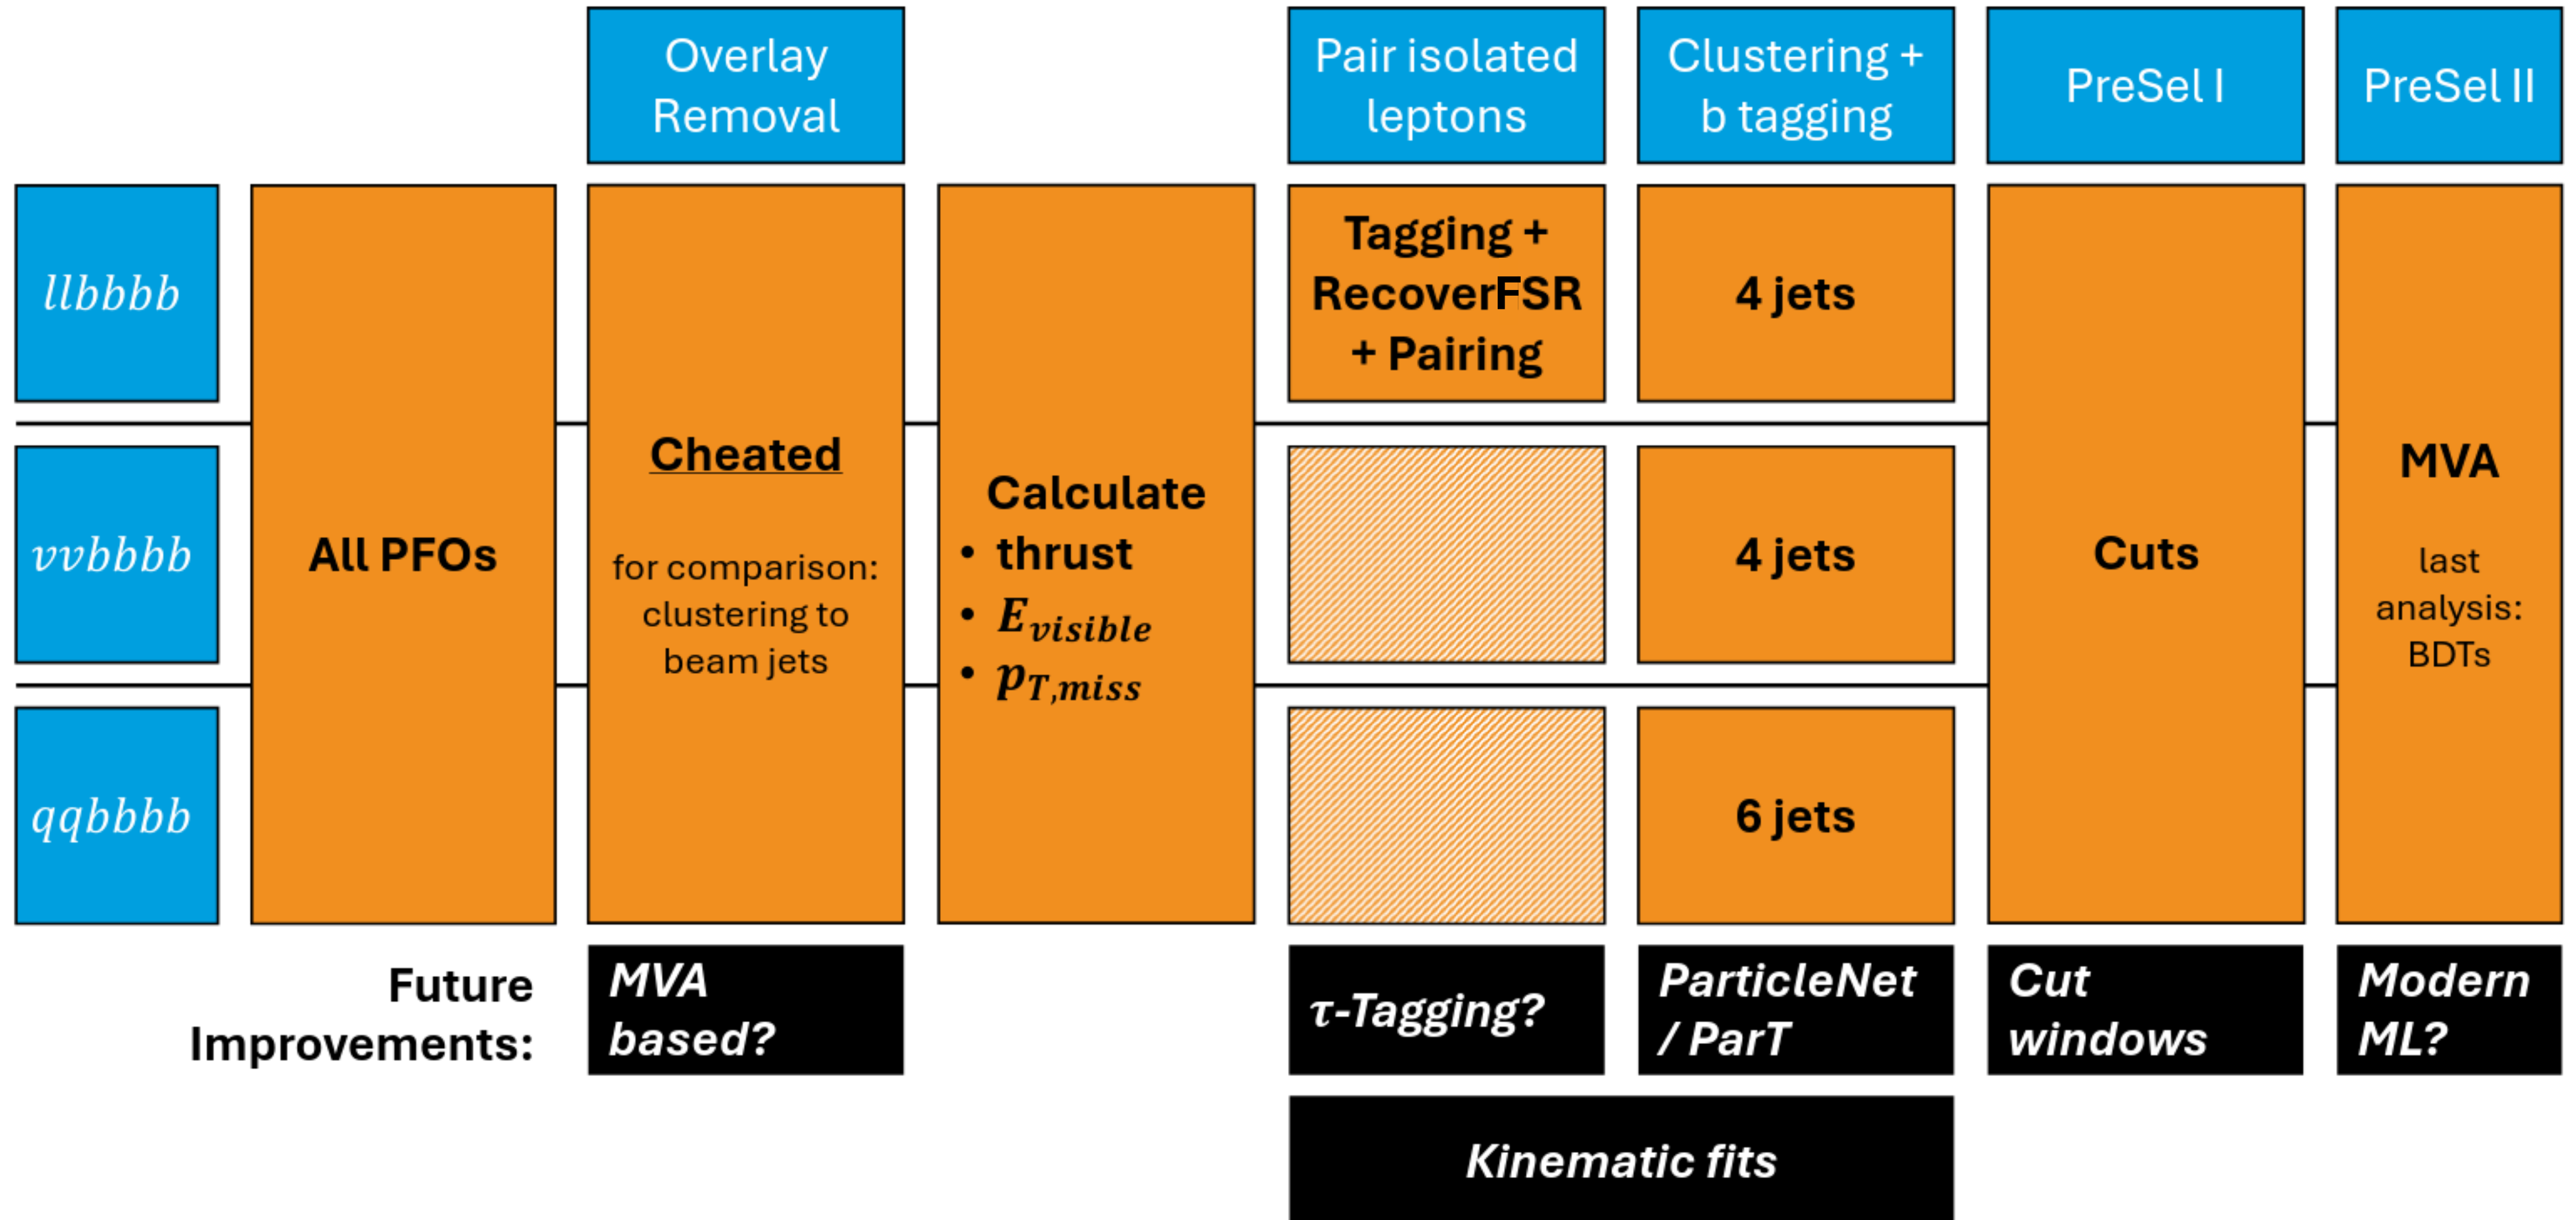 Overlay
Removal
Pair isolated
leptons
Clustering +
b tagging
PreSel I
PreSel II
llbbbb
ννbbbb
qqbbbb
All PFOs
Cheated
for comparison:
clustering to
beam jets
Calculate
• thrust
• E_visible
• p_T,miss
Tagging +
RecoverFSR
+ Pairing
4 jets
4 jets
6 jets
Cuts
MVA
last
analysis:
BDTs
Future
Improvements:
MVA
based?
τ-Tagging?
ParticleNet
/ ParT
Cut
windows
Modern
ML?
Kinematic fits